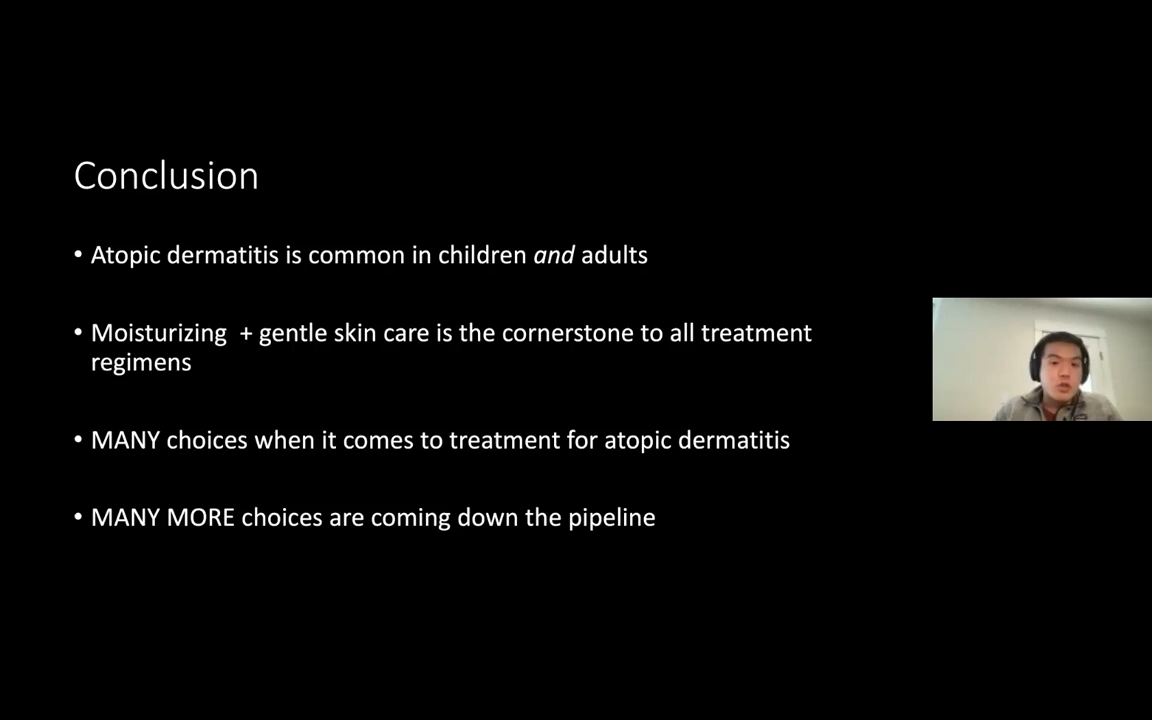 Conclusion
• Atopic dermatitis is common in children and adults
• Moisturizing + gentle skin care is the cornerstone to all treatment
regimens
• MANY choices when it comes to treatment for atopic dermatitis
• MANY MORE choices are coming down the pipeline